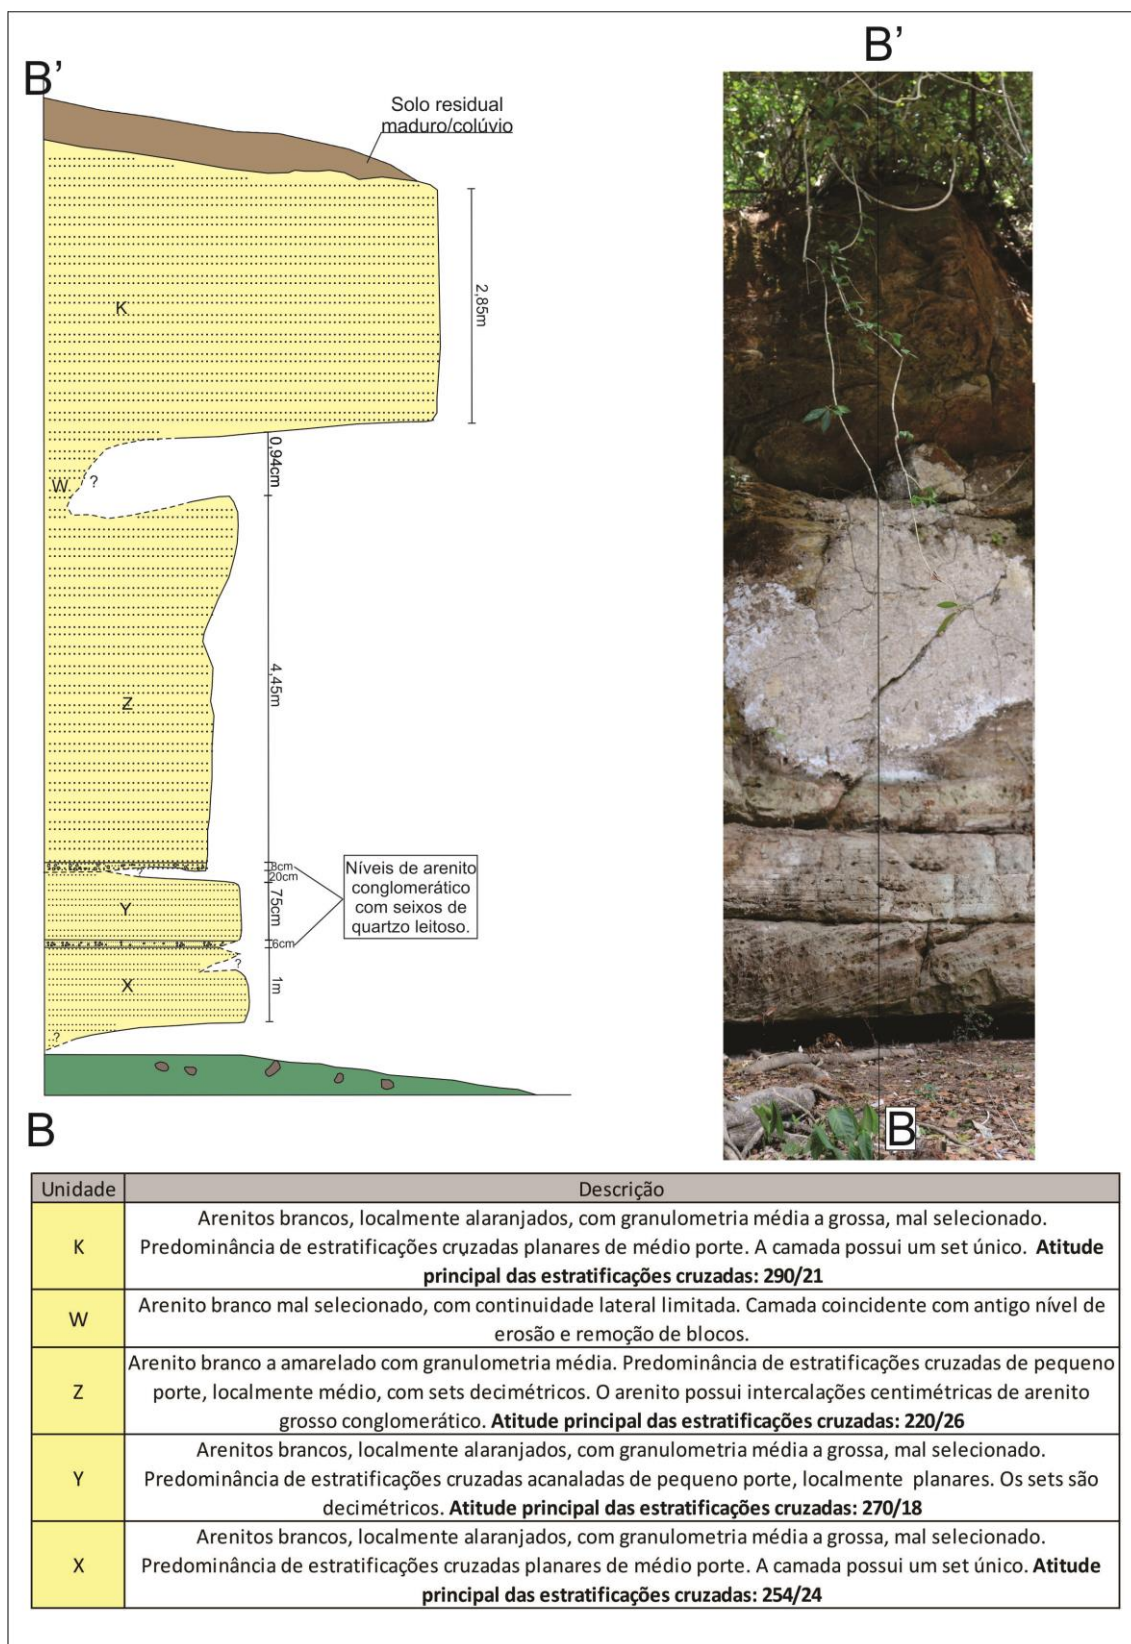 B’
B’
Solo residual
maduro/colúvio
K
2,85m
0,94cm
W
?
4,45m
Z
8cm
20cm
Níveis de arenito
conglomerático
com seixos de
quartzo leitoso.
?
75cm
Y
6cm
?
X
1m
?
B
B
Unidade Descrição
K
Arenitos brancos, localmente alaranjados, com granulometria média a grossa, mal selecionado.
Predominância de estratificações cruzadas planares de médio porte. A camada possui um set único. Atitude
principal das estratificações cruzadas: 290/21
W
Arenito branco mal selecionado, com continuidade lateral limitada. Camada coincidente com antigo nível de
erosão e remoção de blocos.
Z
Arenito branco a amarelado com granulometria média. Predominância de estratificações cruzadas de pequeno
porte, localmente médio, com sets decimétricos. O arenito possui intercalações centimétricas de arenito
grosso conglomerático. Atitude principal das estratificações cruzadas: 220/26
Y
Arenitos brancos, localmente alaranjados, com granulometria média a grossa, mal selecionado.
Predominância de estratificações cruzadas acanaladas de pequeno porte, localmente planares. Os sets são
decimétricos. Atitude principal das estratificações cruzadas: 270/18
X
Arenitos brancos, localmente alaranjados, com granulometria média a grossa, mal selecionado.
Predominância de estratificações cruzadas planares de médio porte. A camada possui um set único. Atitude
principal das estratificações cruzadas: 254/24